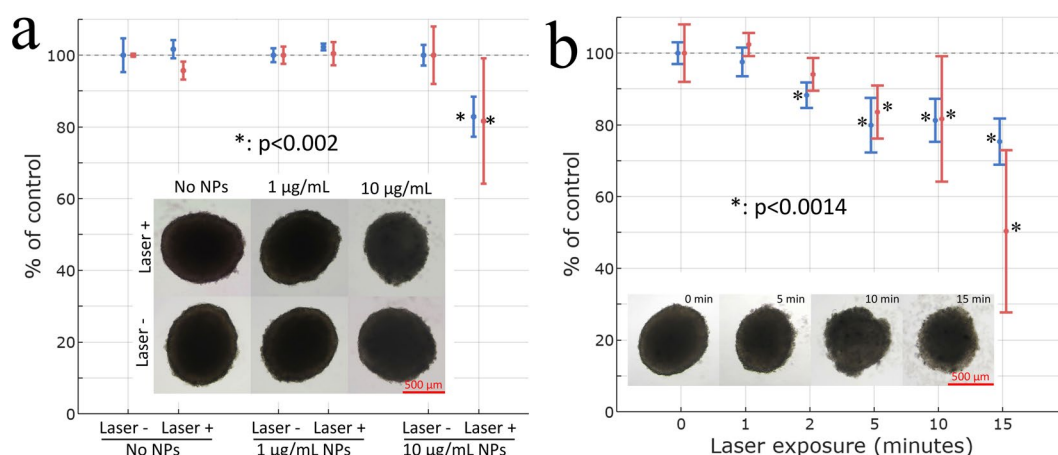 a
% of control
100
80
60
40
20
0
*
*
*: p<0.002
No NPs 1 µg/mL 10 µg/mL
Laser +
Laser -
500 µm
Laser - Laser + Laser - Laser + Laser - Laser +
No NPs 1 µg/mL NPs 10 µg/mL NPs
b
% of control
100
80
60
40
20
0
* * * * * * *
*: p<0.0014
0 min 5 min 10 min 15 min
500 µm
0 1 2 5 10 15
Laser exposure (minutes)